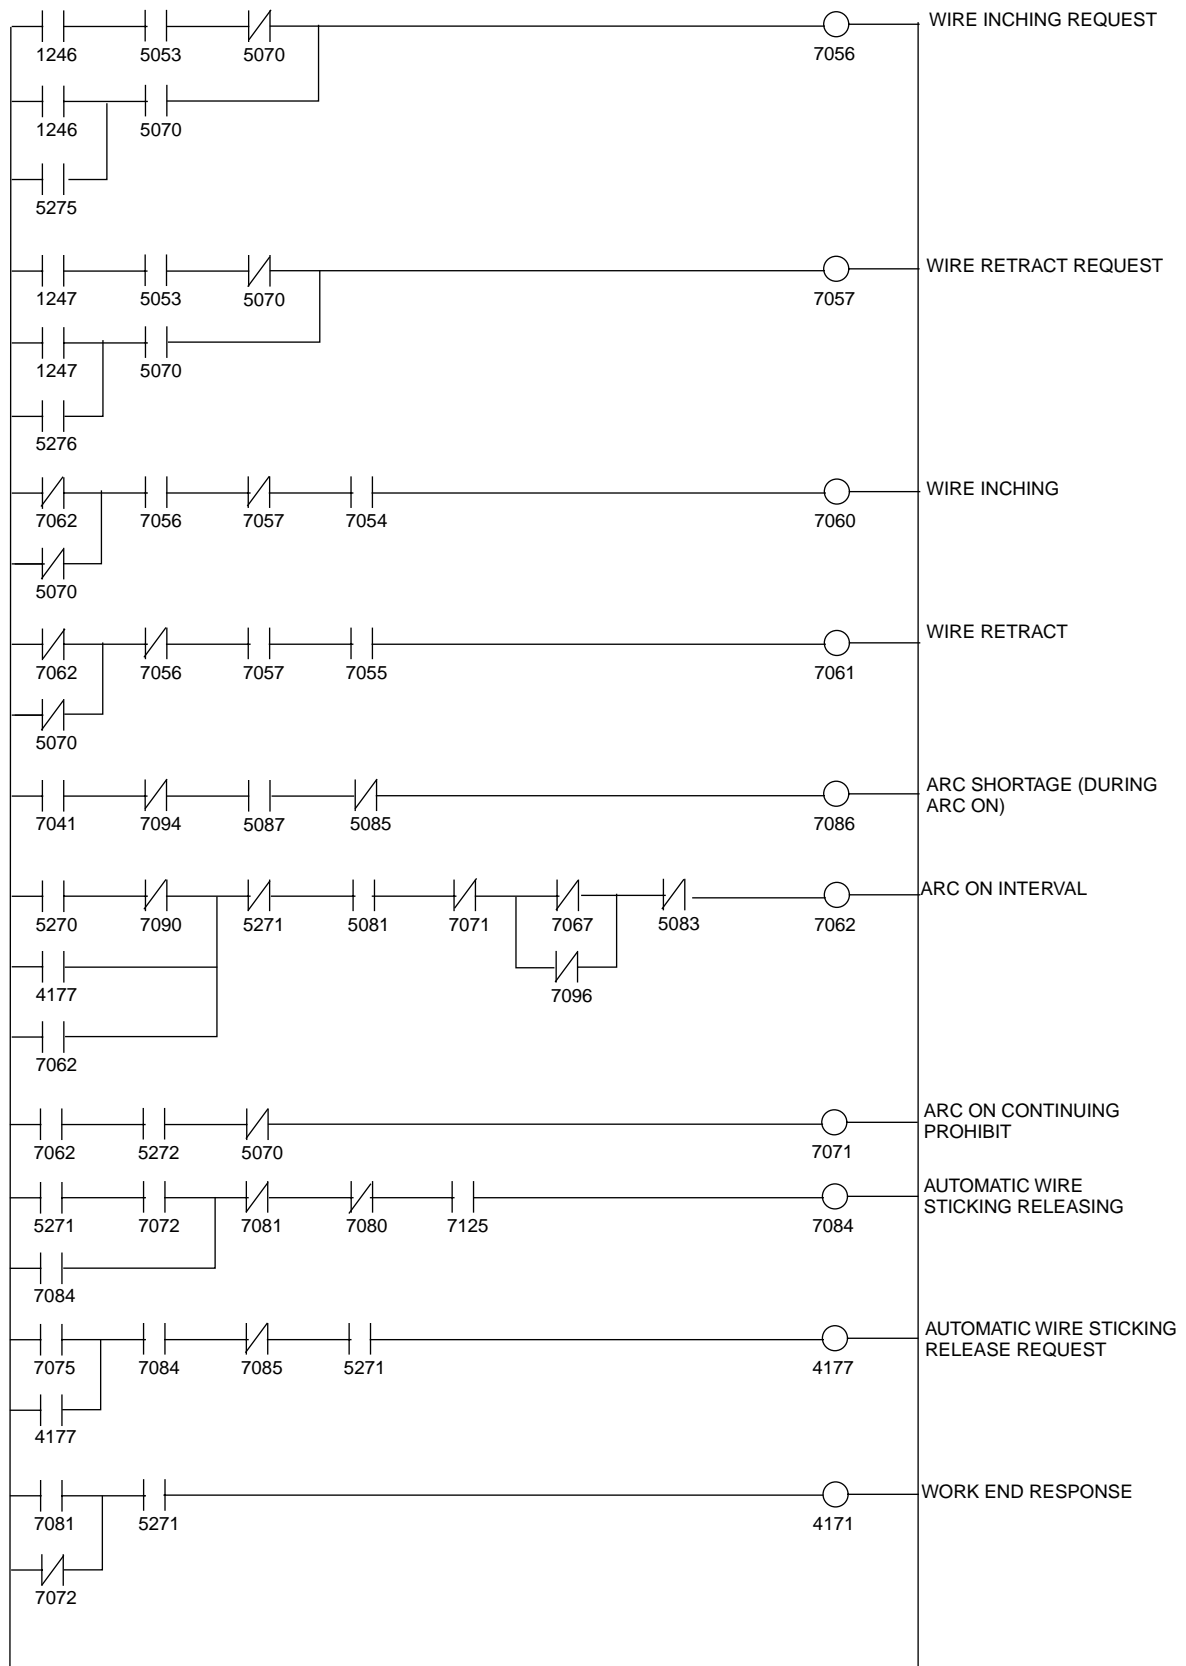 WIRE INCHING REQUEST
1246 5053 5070 7056
1246 5070
5275
WIRE RETRACT REQUEST
1247 5053 5070 7057
1247 5070
5276
WIRE INCHING
7062 7056 7057 7054 7060
5070
WIRE RETRACT
7062 7056 7057 7055 7061
5070
ARC SHORTAGE (DURING
ARC ON)
7041 7094 5087 5085 7086
ARC ON INTERVAL
5270 7090 5271 5081 7071 7067 5083 7062
4177 7096
7062
ARC ON CONTINUING
PROHIBIT
7062 5272 5070 7071
AUTOMATIC WIRE
STICKING RELEASING
5271 7072 7081 7080 7125 7084
7084
AUTOMATIC WIRE STICKING
RELEASE REQUEST
7075 7084 7085 5271 4177
4177
WORK END RESPONSE
7081 5271 4171
7072